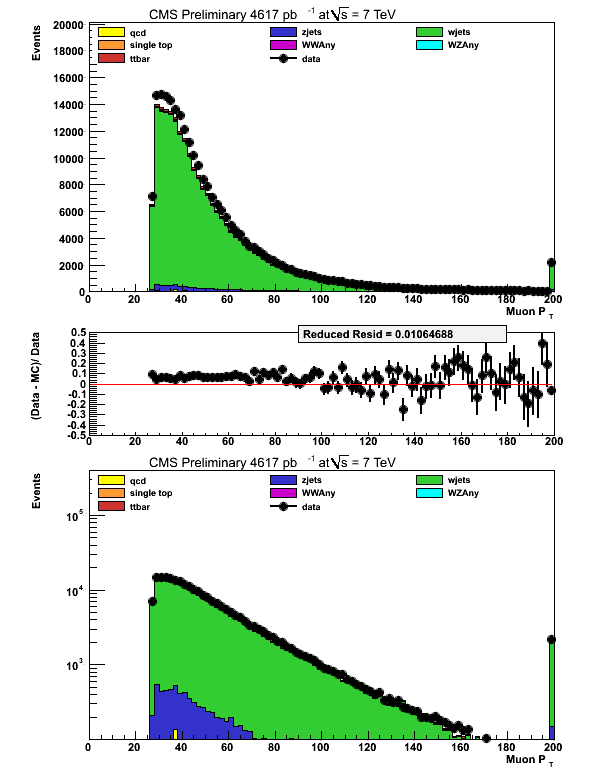 CMS Preliminary 4617 pb -1 at √s = 7 TeV
Events
20000
18000
16000
14000
12000
10000
8000
6000
4000
2000
0
qcd zjets wjets
single top WWAny WZAny
ttbar data
0 20 40 60 80 100 120 140 160 180 200
Muon P T
(Data - MC)/ Data
Reduced Resid = 0.01064688
0.5
0.4
0.3
0.2
0.1
0
-0.1
-0.2
-0.3
-0.4
-0.5
0 20 40 60 80 100 120 140 160 180 200
CMS Preliminary 4617 pb -1 at √s = 7 TeV
Events
qcd zjets wjets
single top WWAny WZAny
ttbar data
10^5
10^4
10^3
0 20 40 60 80 100 120 140 160 180 200
Muon P T